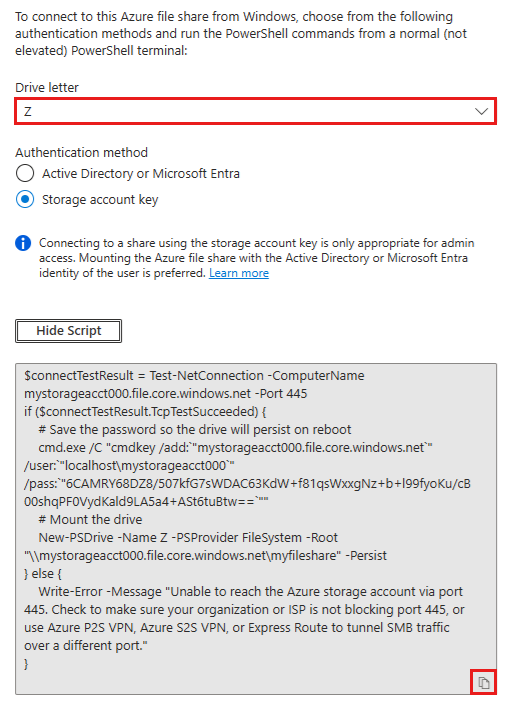 To connect to this Azure file share from Windows, choose from the following
authentication methods and run the PowerShell commands from a normal (not
elevated) PowerShell terminal:
Drive letter
Z
Authentication method
Active Directory or Microsoft Entra
Storage account key
Connecting to a share using the storage account key is only appropriate for admin
access. Mounting the Azure file share with the Active Directory or Microsoft Entra
identity of the user is preferred. Learn more
Hide Script
$connectTestResult = Test-NetConnection -ComputerName
mystorageacct000.file.core.windows.net -Port 445
if ($connectTestResult.TcpTestSucceeded) {
# Save the password so the drive will persist on reboot
cmd.exe /C "cmdkey /add:`"mystorageacct000.file.core.windows.net`"
/user:`"localhost\mystorageacct000`"
/pass:`"6CAMRY68DZ8/507kfG7sWDAC63KdW+f81qsWxxgNz+b+l99fyoKu/cB
00shqPF0VydKald9LA5a4+ASt6tuBtw==`""
# Mount the drive
New-PSDrive -Name Z -PSProvider FileSystem -Root
"\\mystorageacct000.file.core.windows.net\myfileshare" -Persist
} else {
Write-Error -Message "Unable to reach the Azure storage account via port
445. Check to make sure your organization or ISP is not blocking port 445, or
use Azure P2S VPN, Azure S2S VPN, or Express Route to tunnel SMB traffic
over a different port."
}